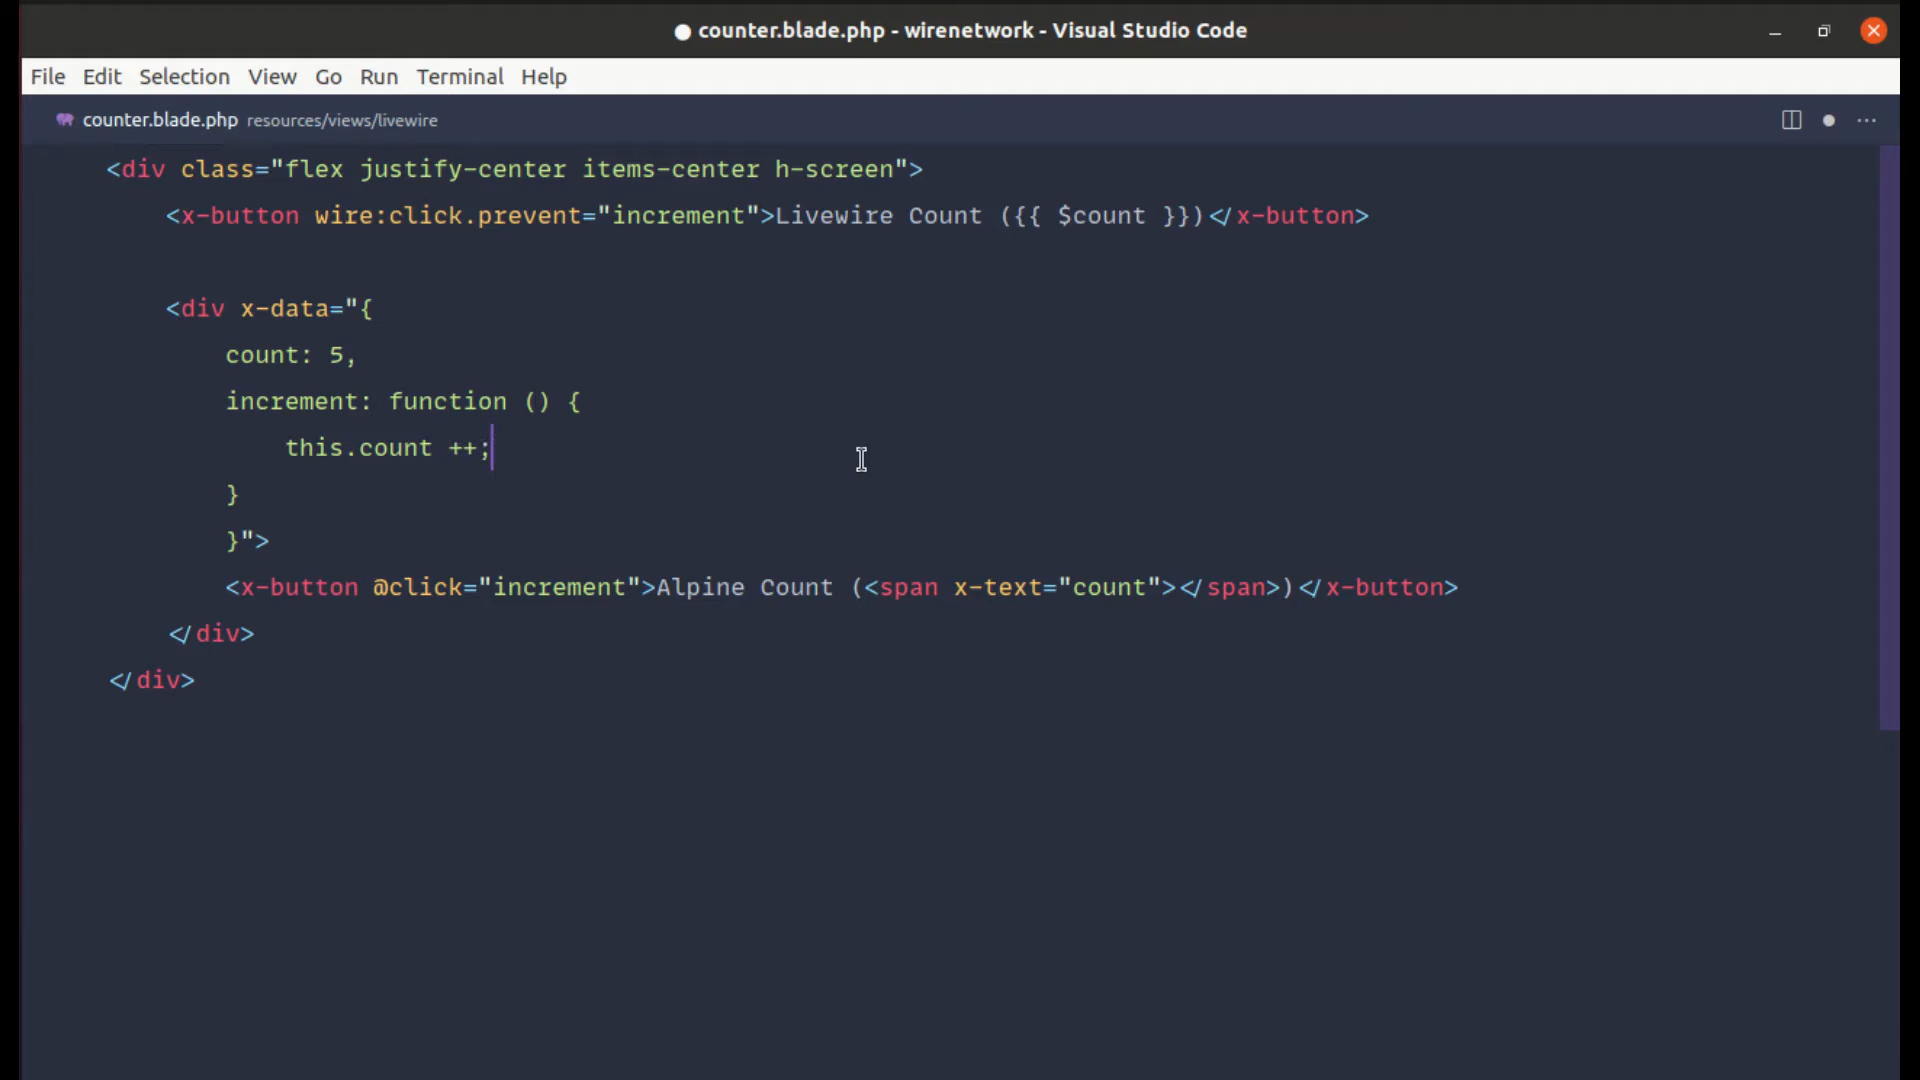 ● counter.blade.php - wirenetwork - Visual Studio Code
File Edit Selection View Go Run Terminal Help
counter.blade.php resources/views/livewire
<div class="flex justify-center items-center h-screen">
    <x-button wire:click.prevent="increment">Livewire Count ({{ $count }})</x-button>
    <div x-data="{
        count: 5,
        increment: function () {
            this.count ++;
        }
        }">
        <x-button @click="increment">Alpine Count (<span x-text="count"></span>)</x-button>
    </div>
</div>